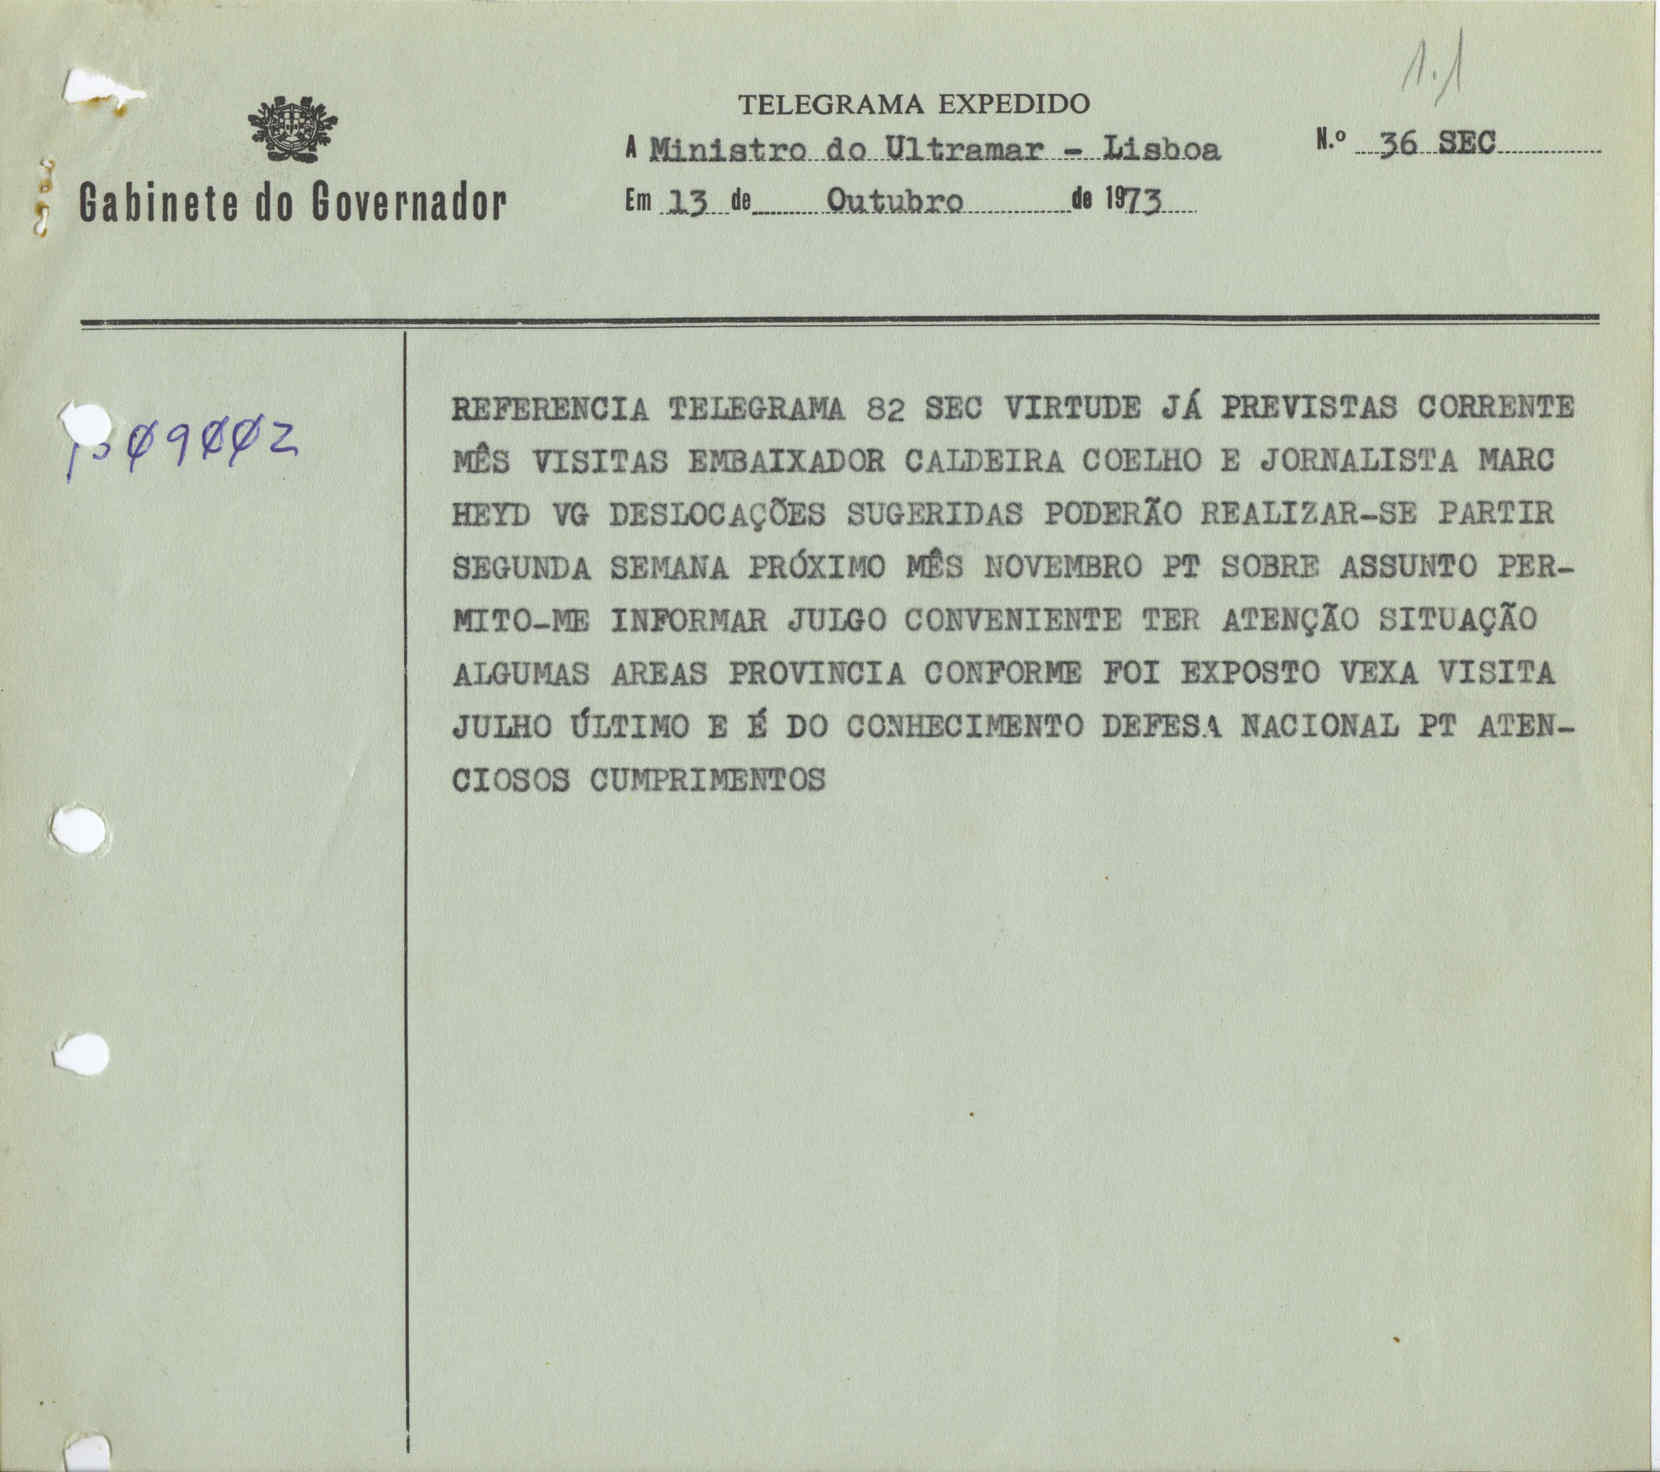 1.1
TELEGRAMA EXPEDIDO
A Ministro do Ultramar - Lisboa
N.º 36 SEC
Gabinete do Governador
Em 13 de Outubro de 1973
REFERENCIA TELEGRAMA 82 SEC VIRTUDE JÁ PREVISTAS CORRENTE
MÊS VISITAS EMBAIXADOR CALDEIRA COELHO E JORNALISTA MARC
HEYD VG DESLOCAÇÕES SUGERIDAS PODERÃO REALIZAR-SE PARTIR
SEGUNDA SEMANA PRÓXIMO MÊS NOVEMBRO PT SOBRE ASSUNTO PER-
MITO-ME INFORMAR JULGO CONVENIENTE TER ATENÇÃO SITUAÇÃO
ALGUMAS AREAS PROVINCIA CONFORME FOI EXPOSTO VEXA VISITA
JULHO ÚLTIMO E É DO CONHECIMENTO DEFESA NACIONAL PT ATEN-
CIOSOS CUMPRIMENTOS